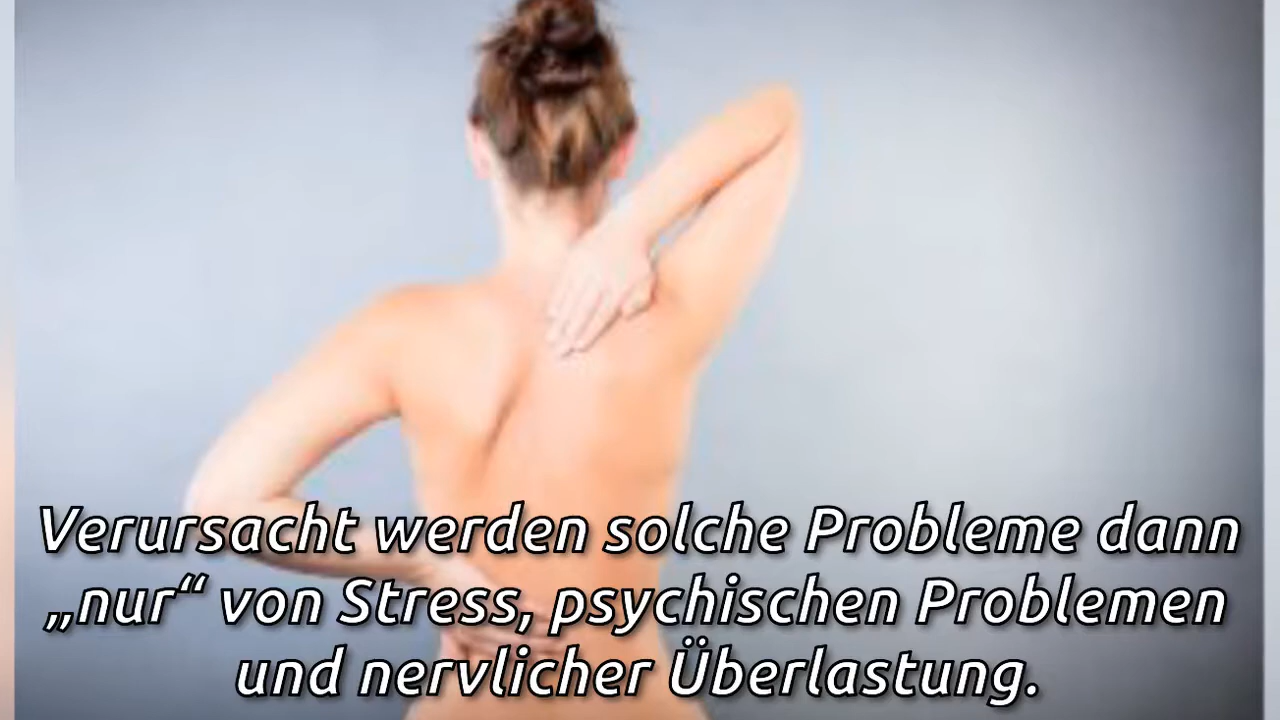 Verursacht werden solche Probleme dann
„nur“ von Stress, psychischen Problemen
und nervlicher Überlastung.